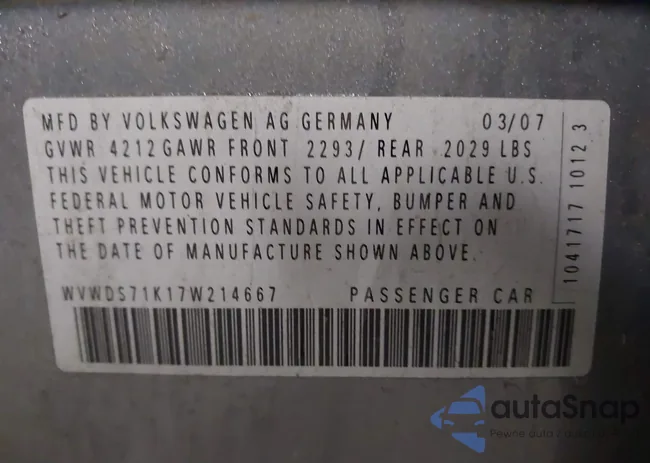 MFD BY VOLKSWAGEN AG GERMANY 03/07
GVWR 4212 GAWR FRONT 2293/ REAR 2029 LBS
THIS VEHICLE CONFORMS TO ALL APPLICABLE U.S.
FEDERAL MOTOR VEHICLE SAFETY, BUMPER AND
THEFT PREVENTION STANDARDS IN EFFECT ON
THE DATE OF MANUFACTURE SHOWN ABOVE.
WVWDS71K17W214667 PASSENGER CAR
1041717 1012 3
autaSnap
Pewne auta z